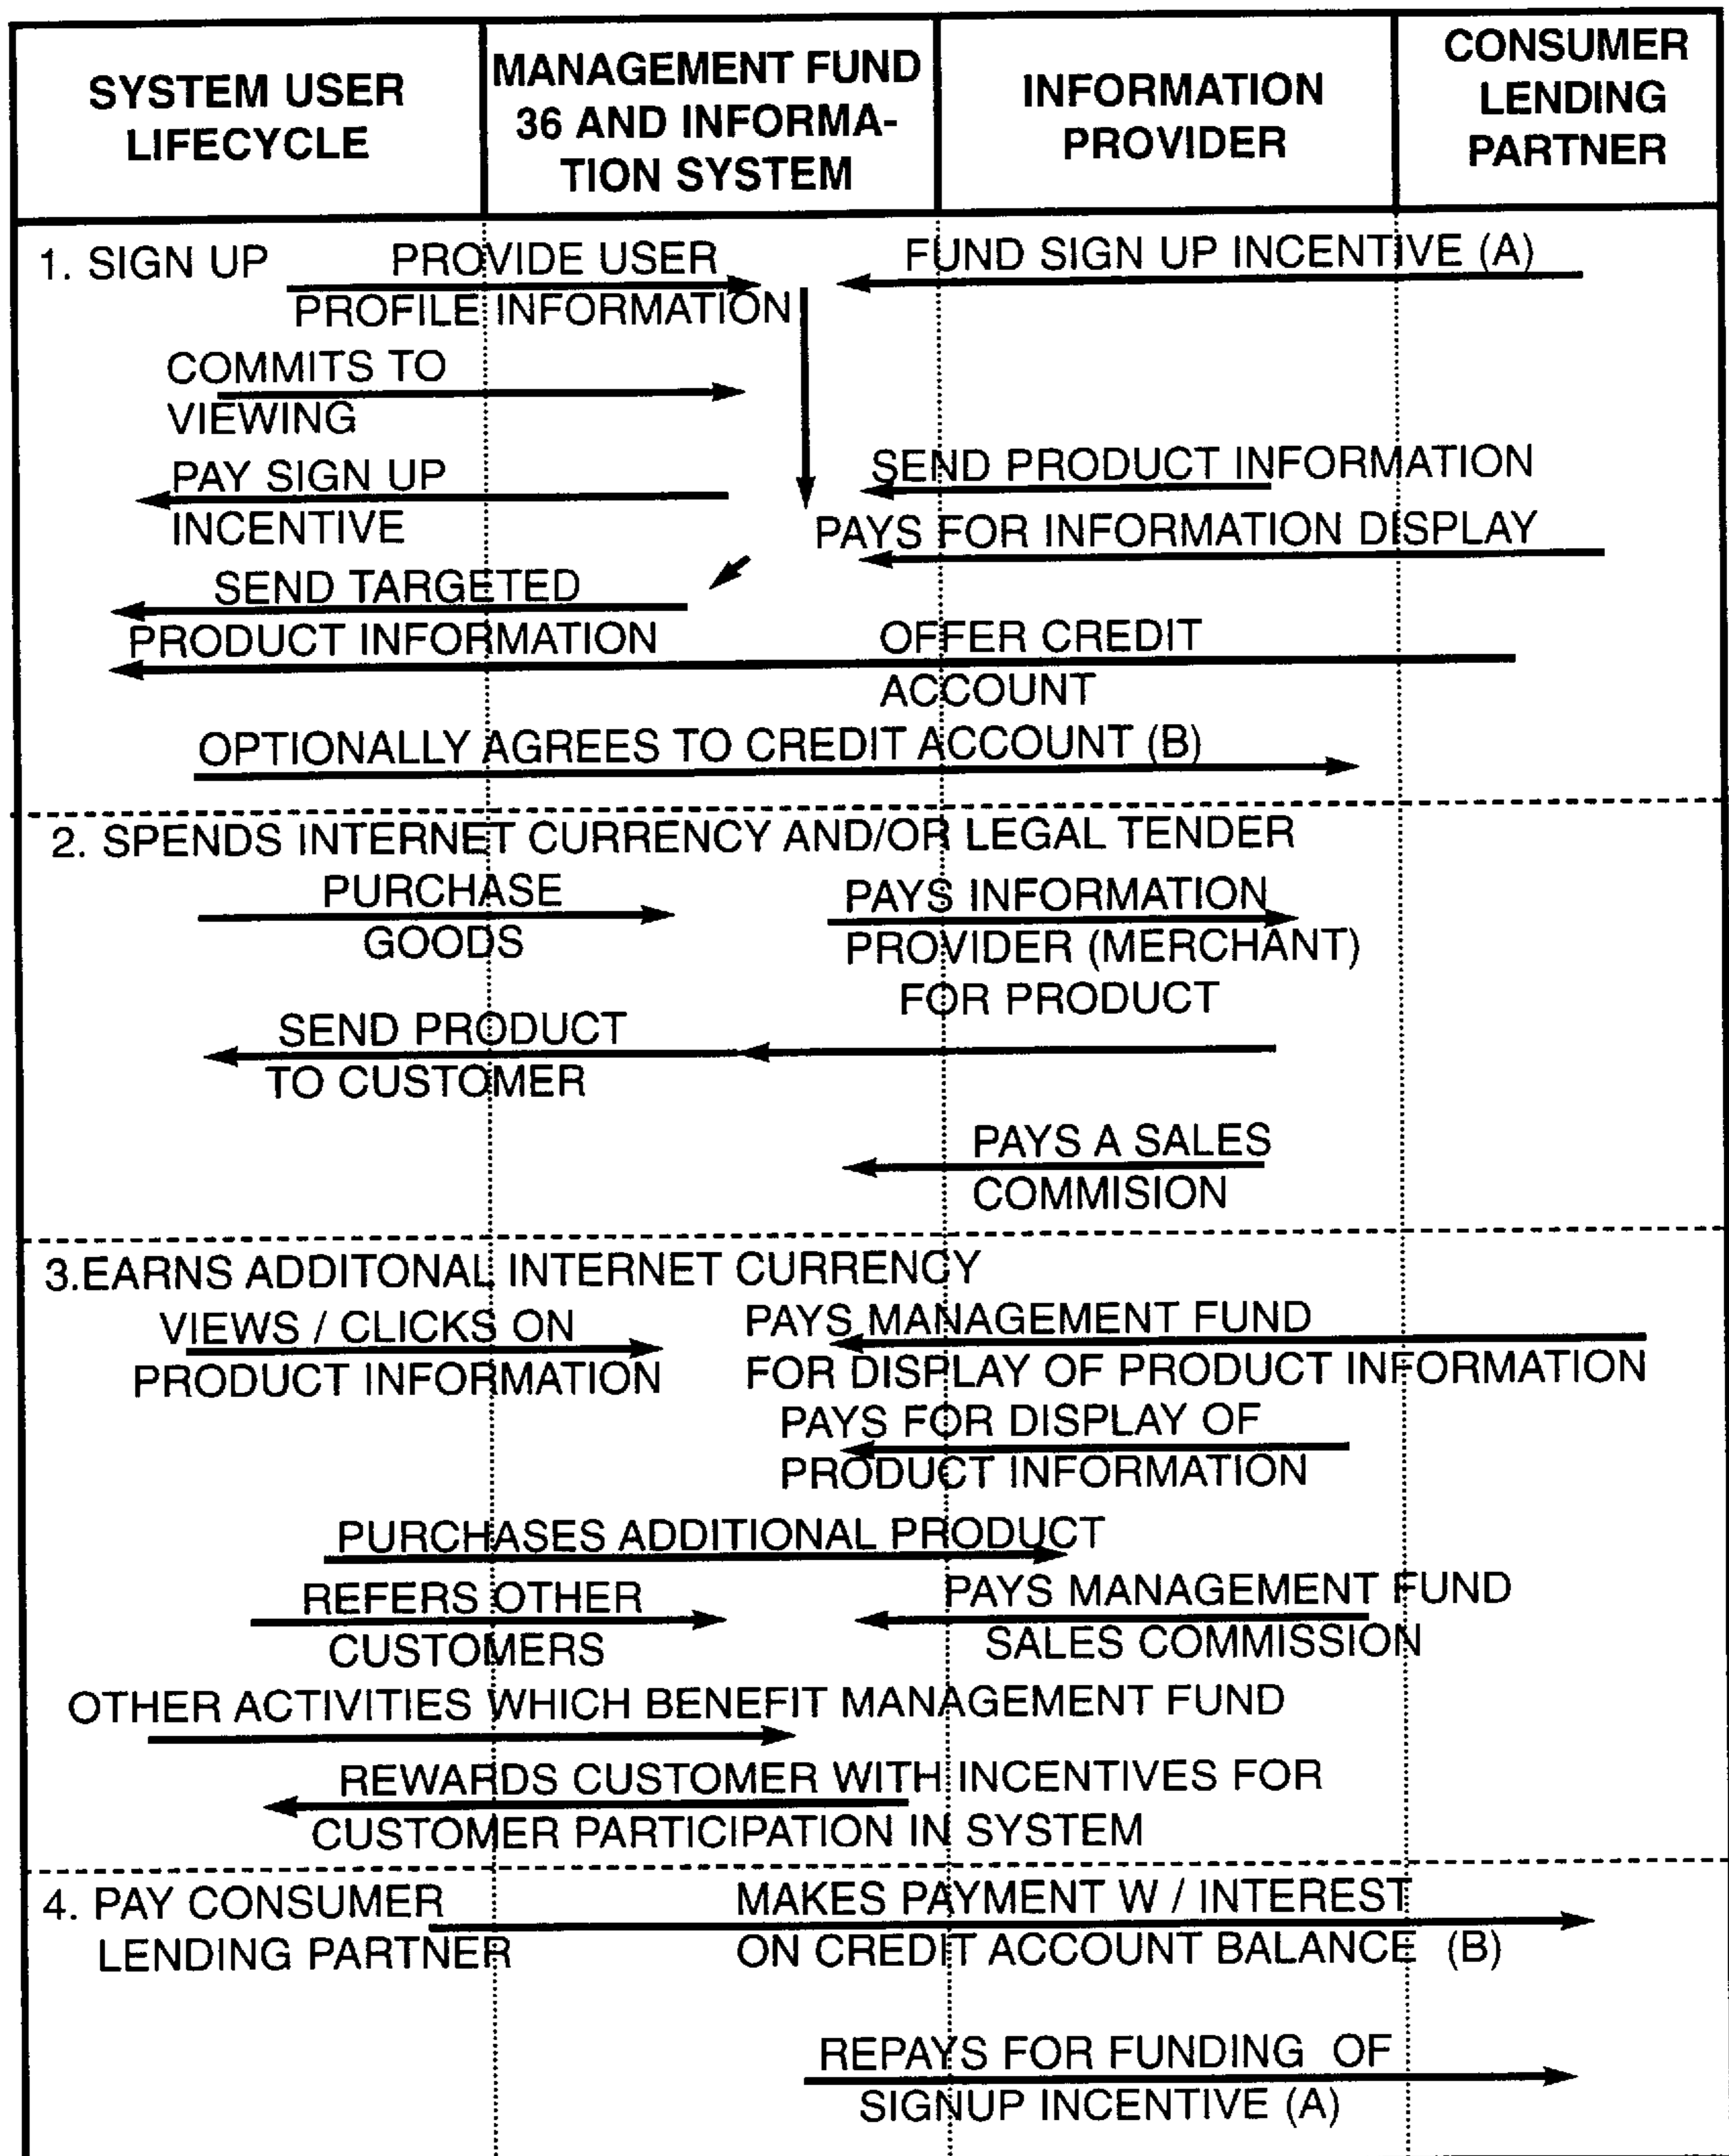 SYSTEM USER
LIFECYCLE
MANAGEMENT FUND
36 AND INFORMA-
TION SYSTEM
INFORMATION
PROVIDER
CONSUMER
LENDING
PARTNER
1. SIGN UP
PROVIDE USER
PROFILE INFORMATION
FUND SIGN UP INCENTIVE (A)
COMMITS TO
VIEWING
PAY SIGN UP
INCENTIVE
SEND PRODUCT INFORMATION
PAYS FOR INFORMATION DISPLAY
SEND TARGETED
PRODUCT INFORMATION
OFFER CREDIT
ACCOUNT
OPTIONALLY AGREES TO CREDIT ACCOUNT (B)
2. SPENDS INTERNET CURRENCY AND/OR LEGAL TENDER
PURCHASE
GOODS
PAYS INFORMATION
PROVIDER (MERCHANT)
FOR PRODUCT
SEND PRODUCT
TO CUSTOMER
PAYS A SALES
COMMISION
3.EARNS ADDITONAL INTERNET CURRENCY
VIEWS / CLICKS ON
PRODUCT INFORMATION
PAYS MANAGEMENT FUND
FOR DISPLAY OF PRODUCT INFORMATION
PAYS FOR DISPLAY OF
PRODUCT INFORMATION
PURCHASES ADDITIONAL PRODUCT
REFERS OTHER
CUSTOMERS
PAYS MANAGEMENT FUND
SALES COMMISSION
OTHER ACTIVITIES WHICH BENEFIT MANAGEMENT FUND
REWARDS CUSTOMER WITH INCENTIVES FOR
CUSTOMER PARTICIPATION IN SYSTEM
4. PAY CONSUMER
LENDING PARTNER
MAKES PAYMENT W / INTEREST
ON CREDIT ACCOUNT BALANCE (B)
REPAYS FOR FUNDING OF
SIGNUP INCENTIVE (A)